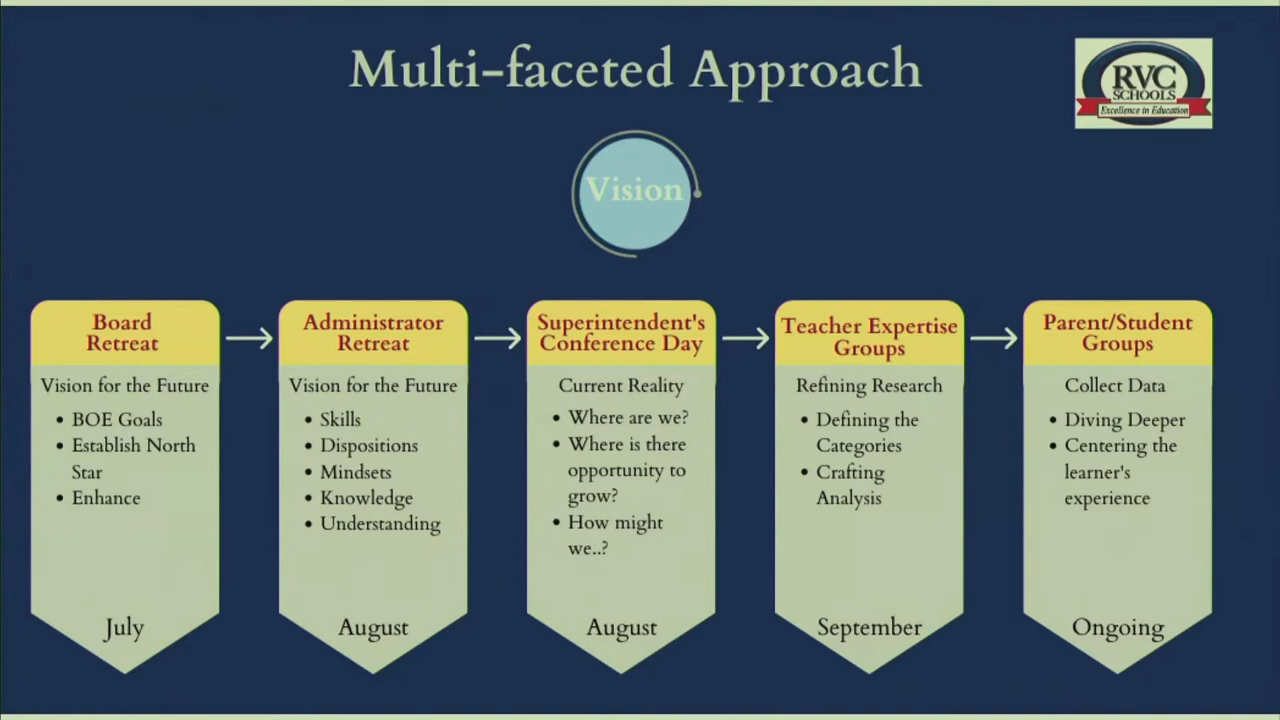 Multi-faceted Approach
RVC
SCHOOLS
Excellence in Education
Vision
Board
Retreat
Vision for the Future
• BOE Goals
• Establish North
Star
• Enhance
July
Administrator
Retreat
Vision for the Future
• Skills
• Dispositions
• Mindsets
• Knowledge
• Understanding
August
Superintendent's
Conference Day
Current Reality
• Where are we?
• Where is there
opportunity to
grow?
• How might
we..?
August
Teacher Expertise
Groups
Refining Research
• Defining the
Categories
• Crafting
Analysis
September
Parent/Student
Groups
Collect Data
• Diving Deeper
• Centering the
learner's
experience
Ongoing